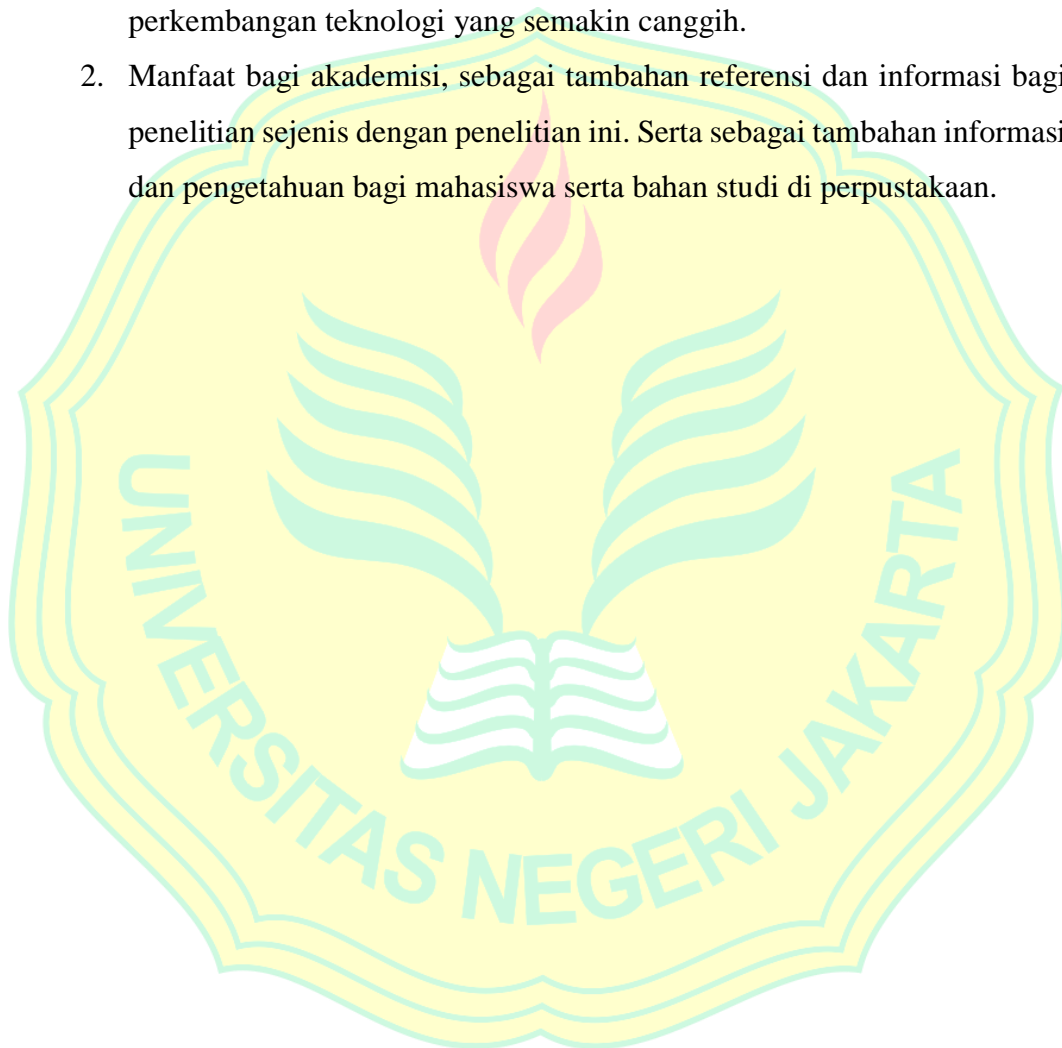 perkembangan teknologi yang semakin canggih.
2. Manfaat bagi akademisi, sebagai tambahan referensi dan informasi bagi
penelitian sejenis dengan penelitian ini. Serta sebagai tambahan informasi
dan pengetahuan bagi mahasiswa serta bahan studi di perpustakaan.
UNIVERSITAS NEGERI JAKARTA